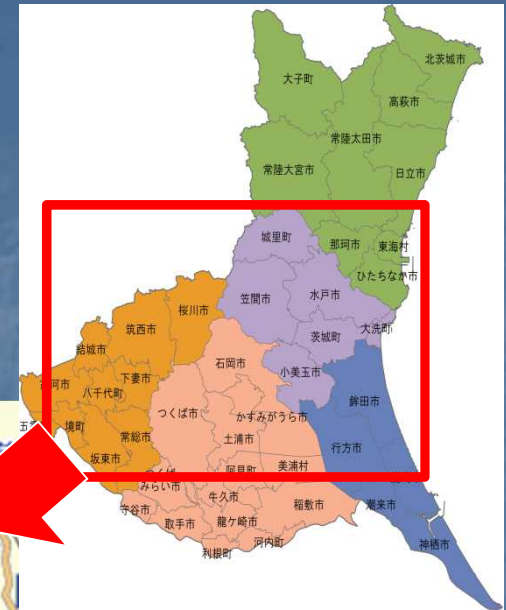 北茨城市
大子町
高萩市
常陸太田市
常陸大宮市
日立市
城里町
那珂市
東海村
ひたちなか市
笠間市
水戸市
桜川市
大洗町
茨城町
筑西市
結城市
石岡市
小美玉市
下妻市
八千代町
鉾田市
つくば市
かすみがうら市
境町
常総市
土浦市
行方市
坂東市
美浦村
阿見町
みらい市
牛久市
稲敷市
守谷市
潮来市
取手市
龍ケ崎市
河内町
利根町
神栖市